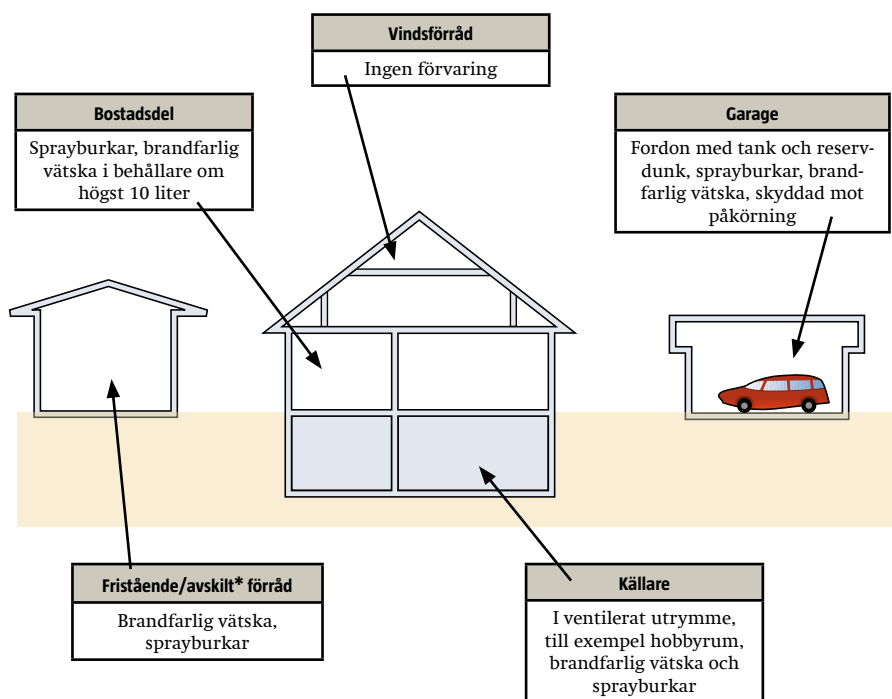 Vindsförråd
Ingen förvaring
Bostadsdel
Sprayburkar, brandfarlig
vätska i behållare om
högst 10 liter
Garage
Fordon med tank och reserv-
dunk, sprayburkar, brand-
farlig vätska, skyddad mot
påkörning
Fristående/avskilt* förråd
Brandfarlig vätska,
sprayburkar
Källare
I ventilerat utrymme,
till exempel hobbyrum,
brandfarlig vätska och
sprayburkar